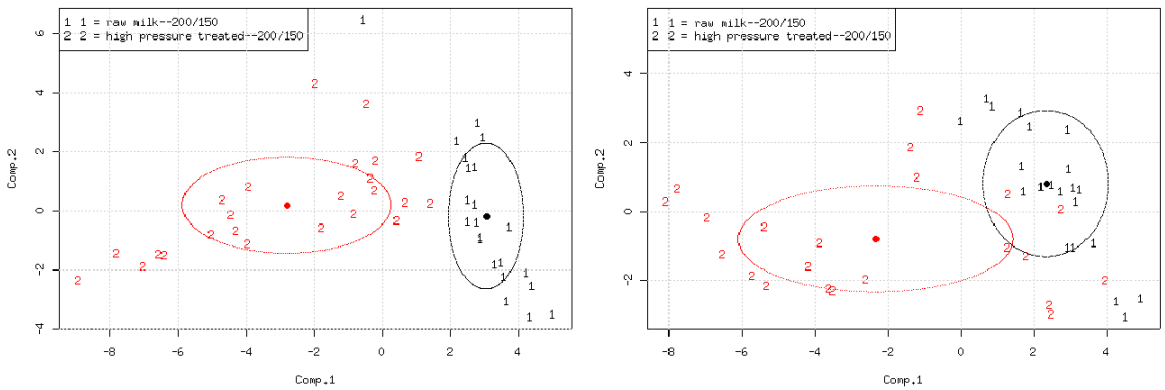 1 1 = raw milk--200/150
2 2 = high pressure treated--200/150
6
4
2
0
-2
-4
Comp.2
-8 -6 -4 -2 0 2 4
Comp.1
1 1 = raw milk--200/150
2 2 = high pressure treated--200/150
4
2
0
-2
Comp.2
-8 -6 -4 -2 0 2 4
Comp.1